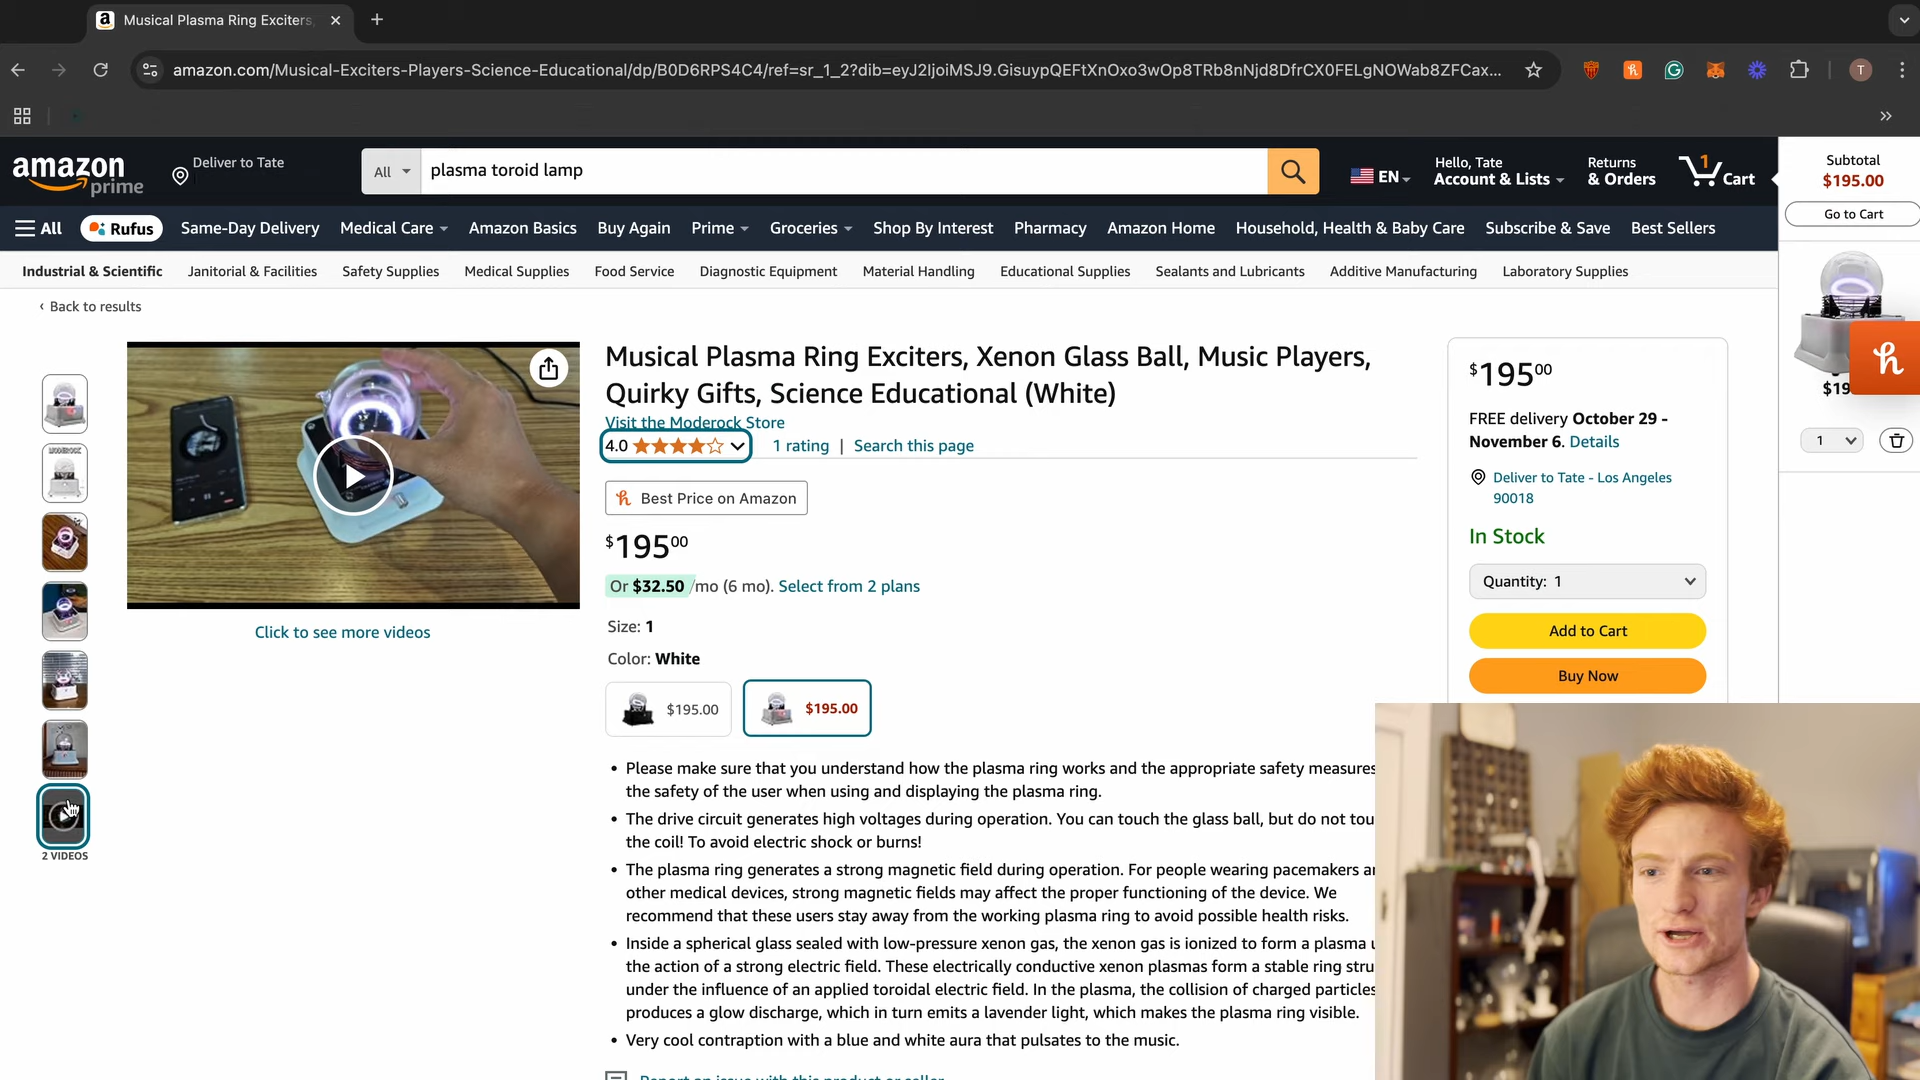 Musical Plasma Ring Exciters,
amazon.com/Musical-Exciters-Players-Science-Educational/dp/B0D6RPS4C4/ref=sr_1_2?dib=eyJ2IjoiMSJ9.GisuypQEFtXnOxo3wOp8TRb8nNjd8DfrCX0FELgNOWab8ZFCax...
T
amazon
prime
Deliver to Tate
All
plasma toroid lamp
EN
Hello, Tate
Account & Lists
Returns
& Orders
1
Cart
Subtotal
$195.00
Go to Cart
All
Rufus
Same-Day Delivery
Medical Care
Amazon Basics
Buy Again
Prime
Groceries
Shop By Interest
Pharmacy
Amazon Home
Household, Health & Baby Care
Subscribe & Save
Best Sellers
Industrial & Scientific
Janitorial & Facilities
Safety Supplies
Medical Supplies
Food Service
Diagnostic Equipment
Material Handling
Educational Supplies
Sealants and Lubricants
Additive Manufacturing
Laboratory Supplies
‹ Back to results
Musical Plasma Ring Exciters, Xenon Glass Ball, Music Players,
Quirky Gifts, Science Educational (White)
Visit the Moderock Store
4.0
1 rating | Search this page
Best Price on Amazon
$195.00
Or $32.50 /mo (6 mo). Select from 2 plans
Size: 1
Color: White
$195.00
$195.00
• Please make sure that you understand how the plasma ring works and the appropriate safety measures
the safety of the user when using and displaying the plasma ring.
• The drive circuit generates high voltages during operation. You can touch the glass ball, but do not tou
the coil! To avoid electric shock or burns!
• The plasma ring generates a strong magnetic field during operation. For people wearing pacemakers a
other medical devices, strong magnetic fields may affect the proper functioning of the device. We
recommend that these users stay away from the working plasma ring to avoid possible health risks.
• Inside a spherical glass sealed with low-pressure xenon gas, the xenon gas is ionized to form a plasma
the action of a strong electric field. These electrically conductive xenon plasmas form a stable ring stru
under the influence of an applied toroidal electric field. In the plasma, the collision of charged particles
produces a glow discharge, which in turn emits a lavender light, which makes the plasma ring visible.
• Very cool contraption with a blue and white aura that pulsates to the music.
Report an issue with this product or seller
Click to see more videos
MODEROCK
2 VIDEOS
$195.00
FREE delivery October 29 -
November 6. Details
Deliver to Tate - Los Angeles
90018
In Stock
Quantity: 1
Add to Cart
Buy Now
$19
h
1